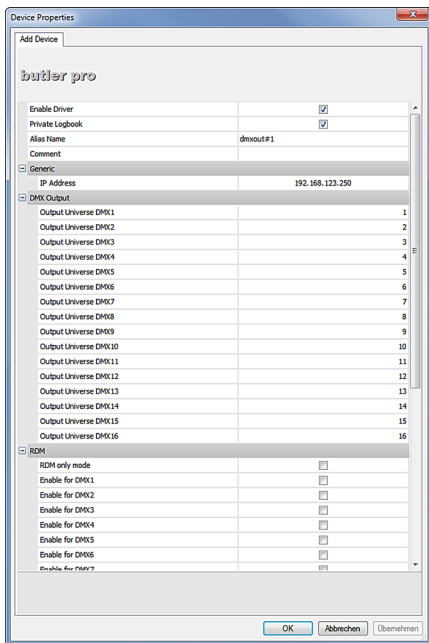 Device Properties
Add Device
butler pro
Enable Driver
Private Logbook
Alias Name dmxout#1
Comment
Generic
IP Address 192.168.123.250
DMX Output
Output Universe DMX1 1
Output Universe DMX2 2
Output Universe DMX3 3
Output Universe DMX4 4
Output Universe DMX5 5
Output Universe DMX6 6
Output Universe DMX7 7
Output Universe DMX8 8
Output Universe DMX9 9
Output Universe DMX10 10
Output Universe DMX11 11
Output Universe DMX12 12
Output Universe DMX13 13
Output Universe DMX14 14
Output Universe DMX15 15
Output Universe DMX16 16
RDM
RDM only mode
Enable for DMX1
Enable for DMX2
Enable for DMX3
Enable for DMX4
Enable for DMX5
Enable for DMX6
Enable for DMX7
OK Abbrechen Übernehmen